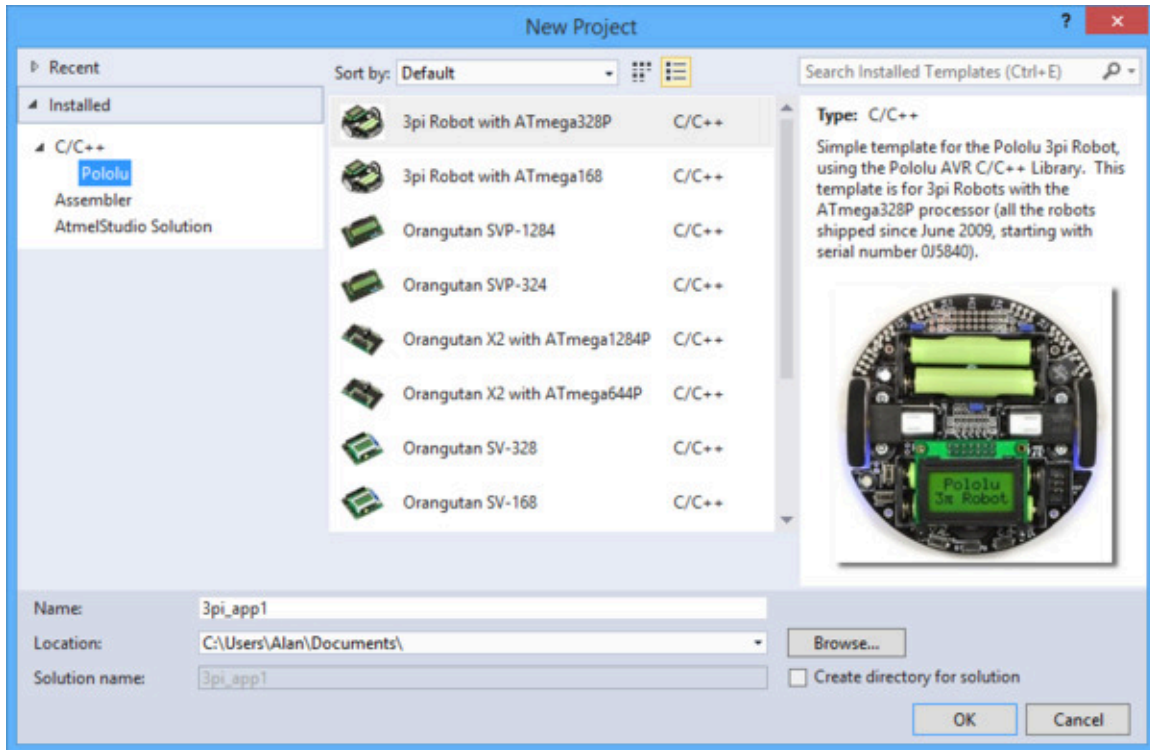 New Project
?
Recent
Installed
C/C++
Pololu
Assembler
AtmelStudio Solution
Sort by: Default
3pi Robot with ATmega328P C/C++
3pi Robot with ATmega168 C/C++
Orangutan SVP-1284 C/C++
Orangutan SVP-324 C/C++
Orangutan X2 with ATmega1284P C/C++
Orangutan X2 with ATmega644P C/C++
Orangutan SV-328 C/C++
Orangutan SV-168 C/C++
Search Installed Templates (Ctrl+E)
Type: C/C++
Simple template for the Pololu 3pi Robot,
using the Pololu AVR C/C++ Library. This
template is for 3pi Robots with the
ATmega328P processor (all the robots
shipped since June 2009, starting with
serial number 0J5840).
Pololu
3π Robot
Name: 3pi_app1
Location: C:\Users\Alan\Documents\
Browse...
Solution name: 3pi_app1
Create directory for solution
OK
Cancel